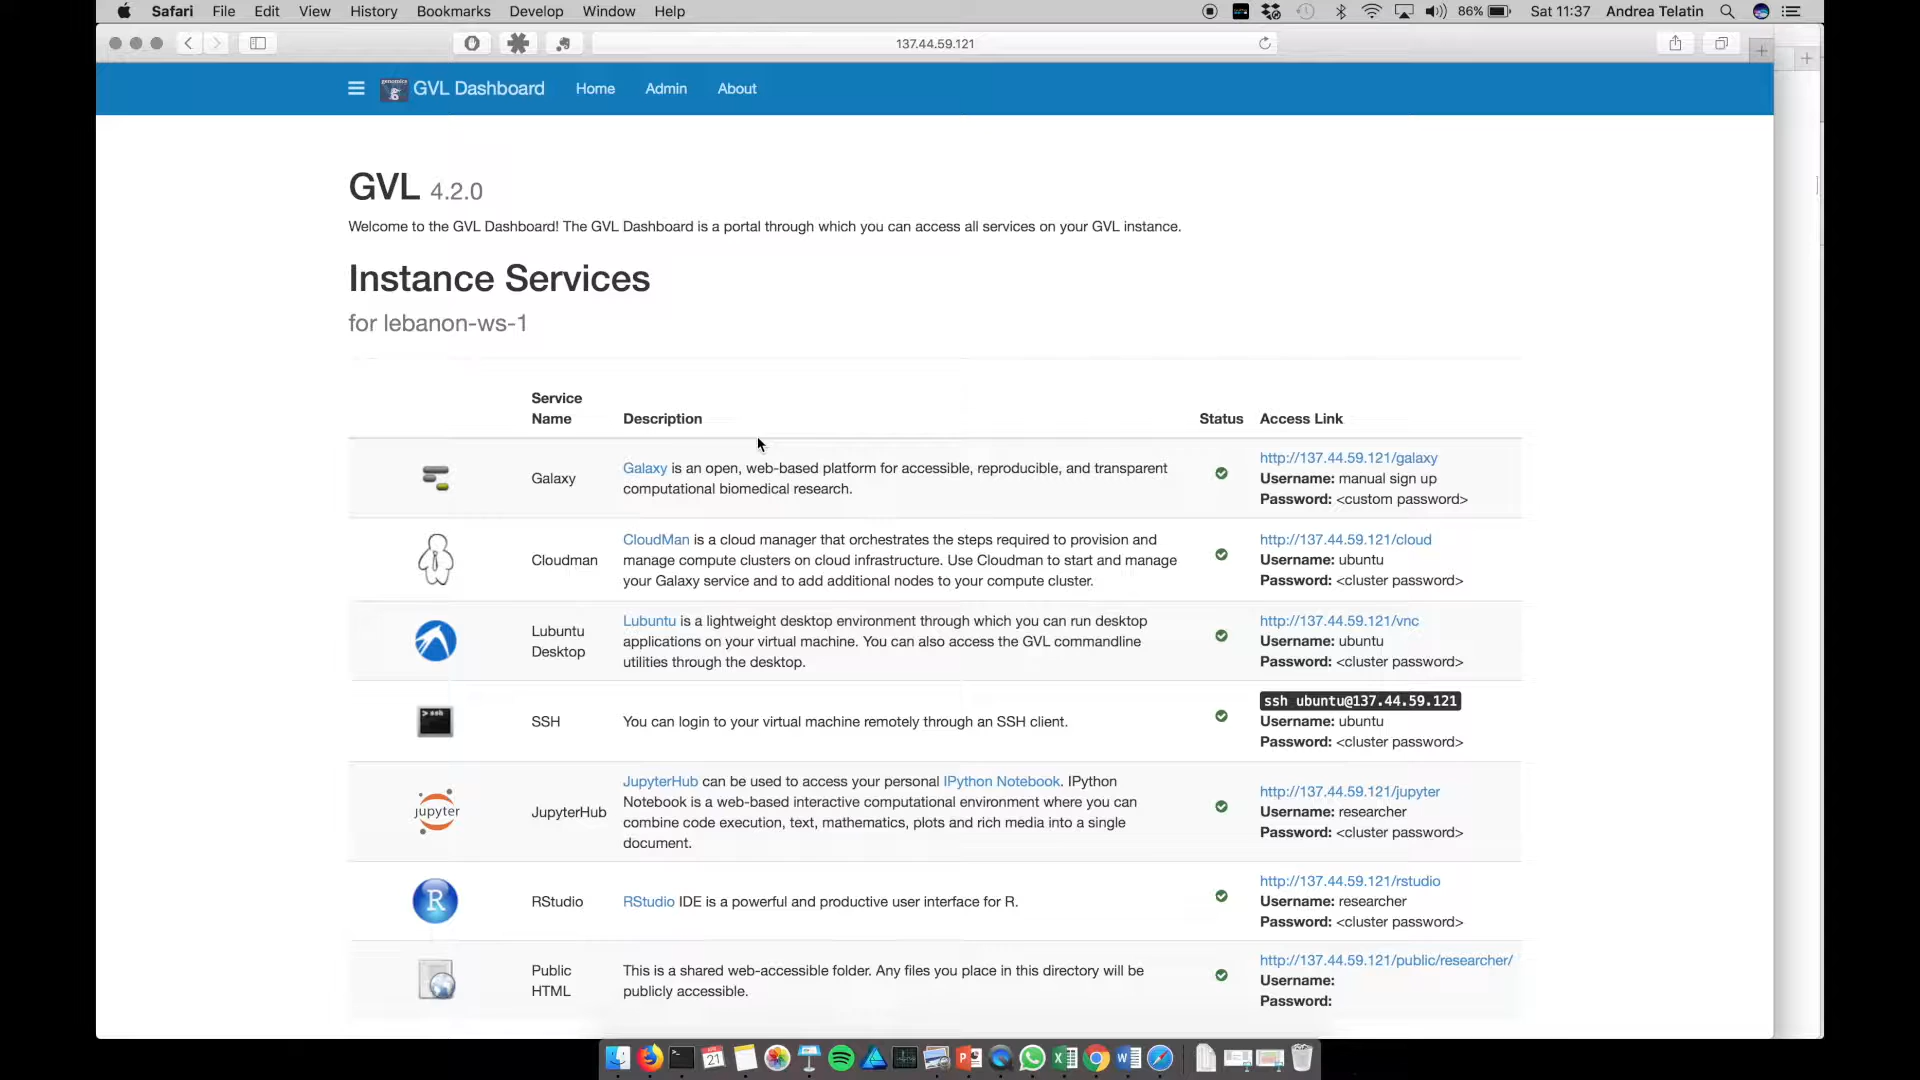 Safari File Edit View History Bookmarks Develop Window Help 86% Sat 11:37 Andrea Telatin
137.44.59.121
GVL Dashboard Home Admin About
GVL 4.2.0
Welcome to the GVL Dashboard! The GVL Dashboard is a portal through which you can access all services on your GVL instance.
Instance Services
for lebanon-ws-1
Service
Name Description Status Access Link
Galaxy
Galaxy is an open, web-based platform for accessible, reproducible, and transparent
computational biomedical research.
http://137.44.59.121/galaxy
Username: manual sign up
Password: <custom password>
Cloudman
CloudMan is a cloud manager that orchestrates the steps required to provision and
manage compute clusters on cloud infrastructure. Use Cloudman to start and manage
your Galaxy service and to add additional nodes to your compute cluster.
http://137.44.59.121/cloud
Username: ubuntu
Password: <cluster password>
Lubuntu
Desktop
Lubuntu is a lightweight desktop environment through which you can run desktop
applications on your virtual machine. You can also access the GVL commandline
utilities through the desktop.
http://137.44.59.121/vnc
Username: ubuntu
Password: <cluster password>
> ssh
SSH
You can login to your virtual machine remotely through an SSH client.
ssh ubuntu@137.44.59.121
Username: ubuntu
Password: <cluster password>
jupyter
JupyterHub
JupyterHub can be used to access your personal IPython Notebook. IPython
Notebook is a web-based interactive computational environment where you can
combine code execution, text, mathematics, plots and rich media into a single
document.
http://137.44.59.121/jupyter
Username: researcher
Password: <cluster password>
R
RStudio
RStudio IDE is a powerful and productive user interface for R.
http://137.44.59.121/rstudio
Username: researcher
Password: <cluster password>
Public
HTML
This is a shared web-accessible folder. Any files you place in this directory will be
publicly accessible.
http://137.44.59.121/public/researcher/
Username:
Password:
21